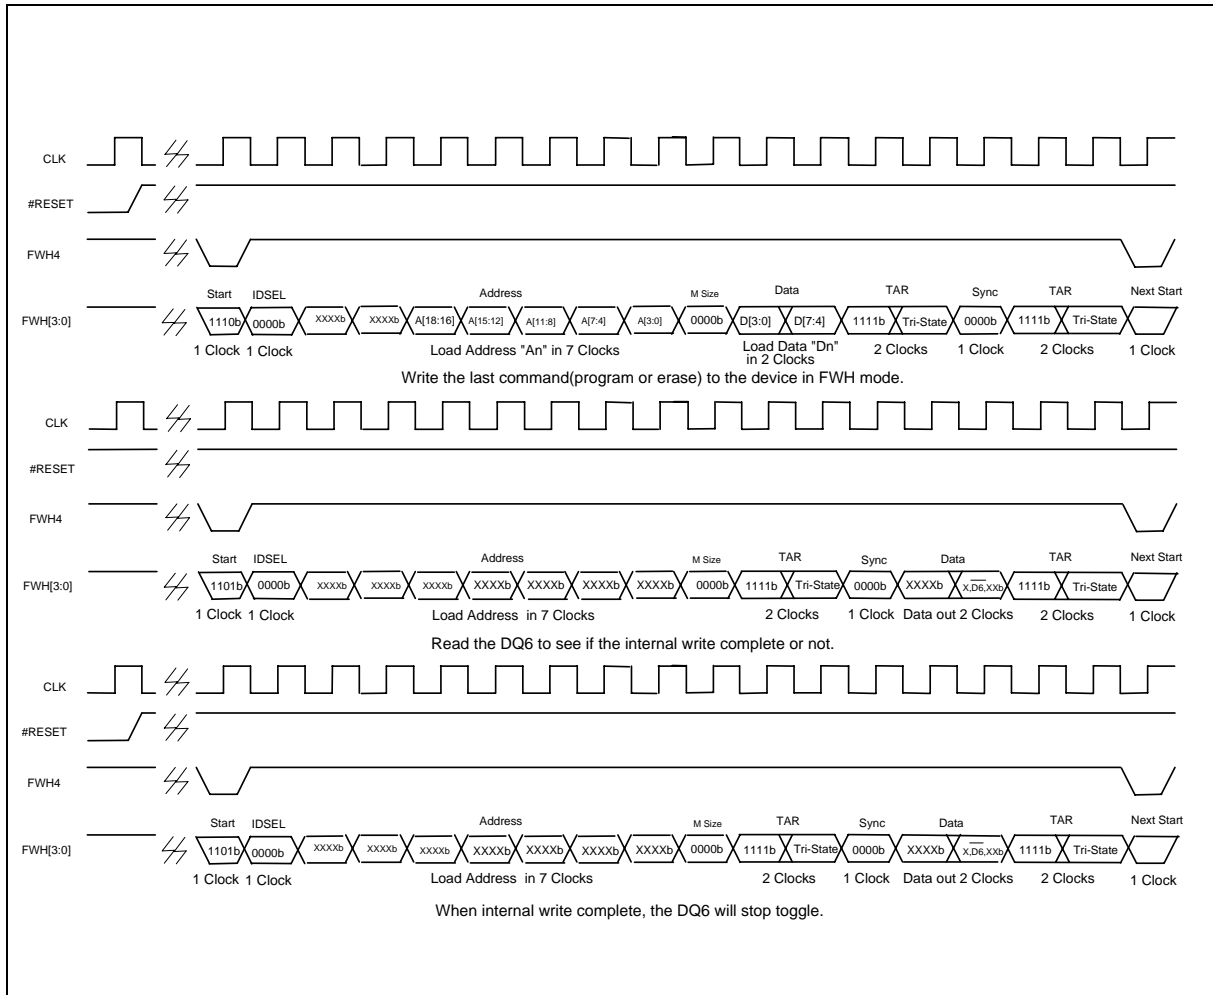 CLK
#RESET
FWH4
Start IDSEL Address M Size Data TAR Sync TAR Next Start
FWH[3:0] 1110b 0000b XXXXb XXXXb A[18:16] A[15:12] A[11:8] A[7:4] A[3:0] 0000b D[3:0] D[7:4] 1111b Tri-State 0000b 1111b Tri-State
1 Clock 1 Clock Load Address "An" in 7 Clocks Load Data "Dn" 2 Clocks 1 Clock 2 Clocks 1 Clock
in 2 Clocks
Write the last command(program or erase) to the device in FWH mode.
CLK
#RESET
FWH4
Start IDSEL Address M Size TAR Sync Data TAR Next Start
FWH[3:0] 1101b 0000b XXXXb XXXXb XXXXb XXXXb XXXXb XXXXb XXXXb 0000b 1111b Tri-State 0000b XXXXb X,D6,XXb 1111b Tri-State
1 Clock 1 Clock Load Address in 7 Clocks 2 Clocks 1 Clock Data out 2 Clocks 2 Clocks 1 Clock
Read the DQ6 to see if the internal write complete or not.
CLK
#RESET
FWH4
Start IDSEL Address M Size TAR Sync Data TAR Next Start
FWH[3:0] 1101b 0000b XXXXb XXXXb XXXXb XXXXb XXXXb XXXXb XXXXb 0000b 1111b Tri-State 0000b XXXXb X,D6,XXb 1111b Tri-State
1 Clock 1 Clock Load Address in 7 Clocks 2 Clocks 1 Clock Data out 2 Clocks 2 Clocks 1 Clock
When internal write complete, the DQ6 will stop toggle.